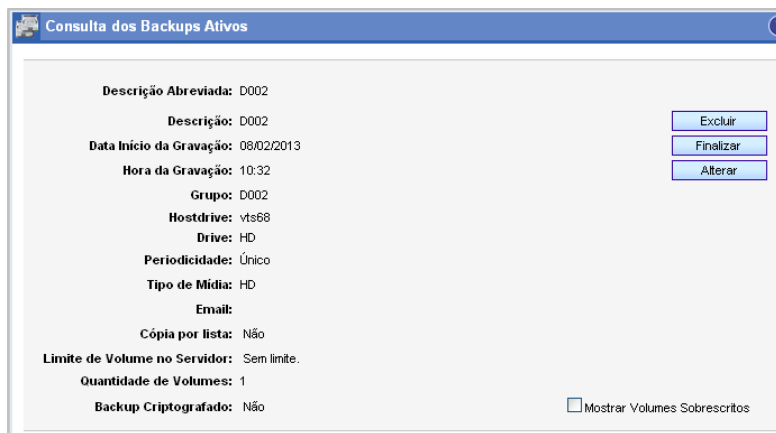 Consulta dos Backups Ativos
Descrição Abreviada: D002
Descrição: D002
Excluir
Data Início da Gravação: 08/02/2013
Finalizar
Hora da Gravação: 10:32
Alterar
Grupo: D002
Hostdrive: vts68
Drive: HD
Periodicidade: Único
Tipo de Mídia: HD
Email:
Cópia por lista: Não
Limite de Volume no Servidor: Sem limite.
Quantidade de Volumes: 1
Backup Criptografado: Não
Mostrar Volumes Sobrescritos